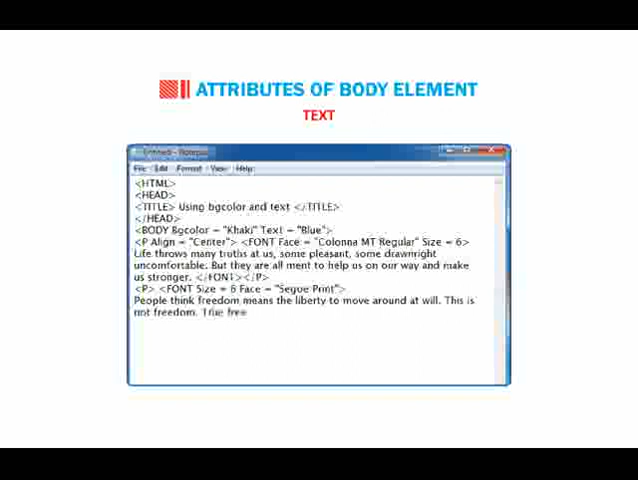 ATTRIBUTES OF BODY ELEMENT
TEXT
Untitled - Notepad
File Edit Format View Help
<HTML>
<HEAD>
<TITLE> Using bgcolor and text </TITLE>
</HEAD>
<BODY Bgcolor = "Khaki" Text = "Blue">
<P Align = "Center"> <FONT Face = "Colonna MT Regular" Size = 6>
Life throws many truths at us, some pleasant, some drawnright
uncomfortable. But they are all ment to help us on our way and make
us stronger. </FONT></P>
<P> <FONT Size = 6 Face = "Segoe Print">
People think freedom means the liberty to move around at will. This is
not freedom. True free